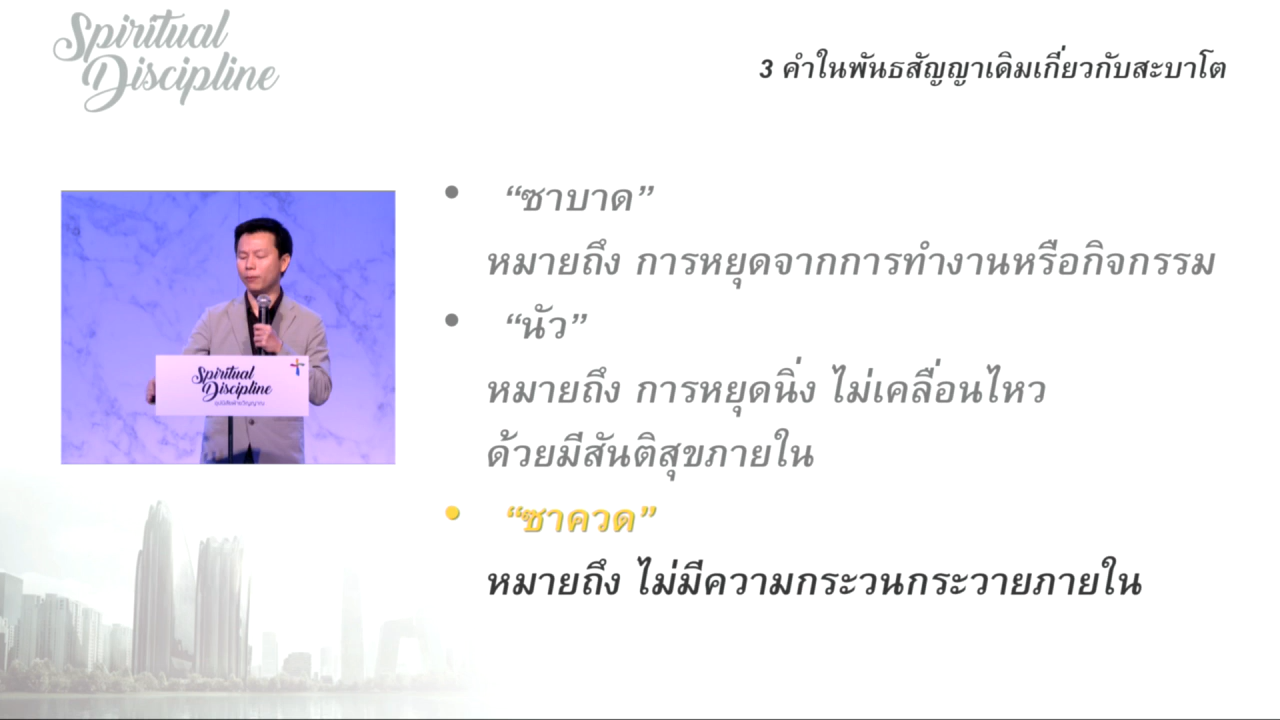 Spiritual
Discipline
3 คำในพันธสัญญาเดิมเกี่ยวกับสะบาโต
• “ซาบาด”
หมายถึง การหยุดจากการทำงานหรือกิจกรรม
• “นัว”
หมายถึง การหยุดนิ่ง ไม่เคลื่อนไหว
ด้วยมีสันติสุขภายใน
• “ซาควด”
หมายถึง ไม่มีความกระวนกระวายภายใน
Spiritual
Discipline